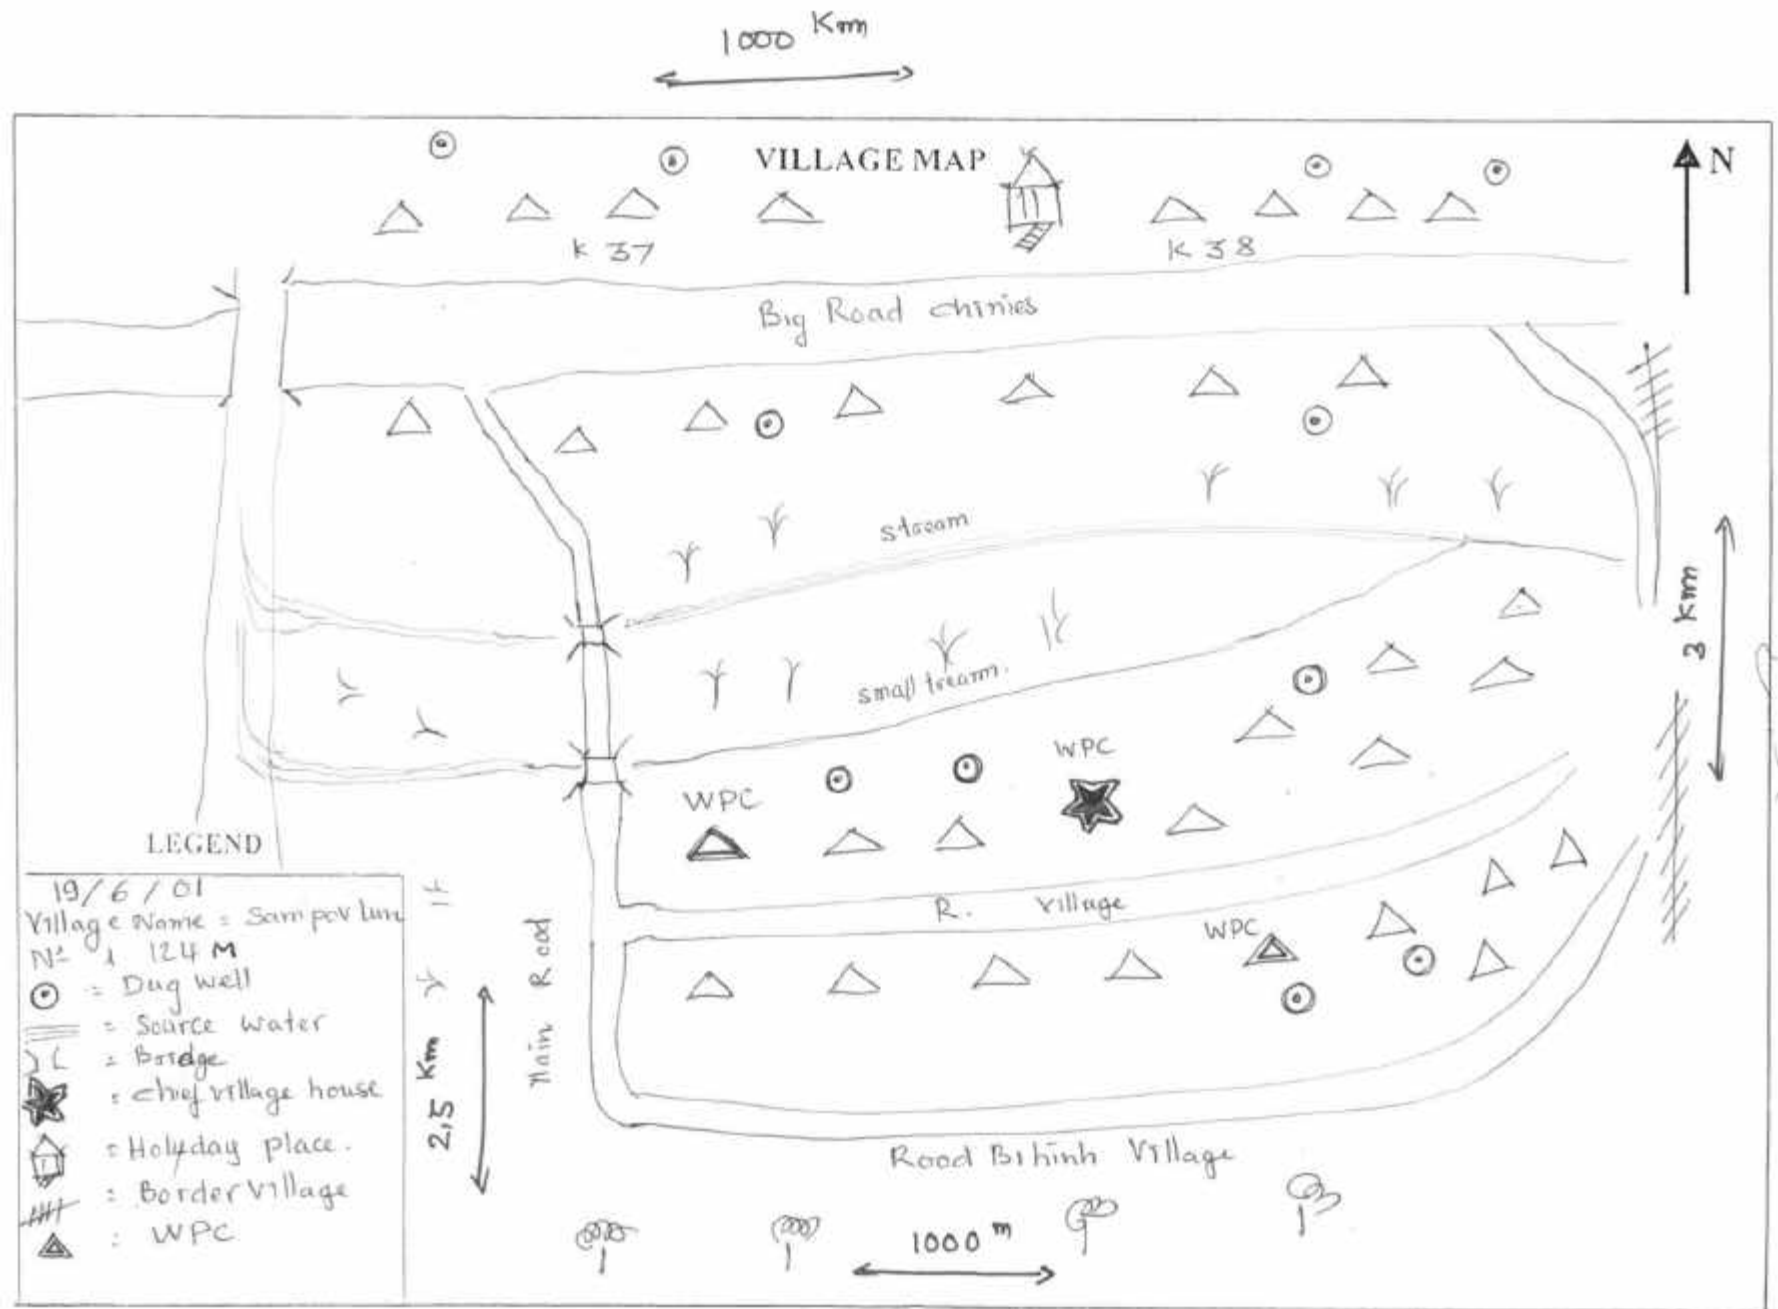 1000 Km
VILLAGE MAP
N
K 37
K 38
Big Road chinies
stream
3 Km
small tream.
WPC
WPC
LEGEND
19/6/01
Village Name = Sampov lun
Nº 1 124 M
= Dug well
= Source water
= Bridge
= chief village house
= Holyday place.
= Border Village
: WPC
2,5 Km
Main Road
R. Village
WPC
Road Bihinh Village
1000 m